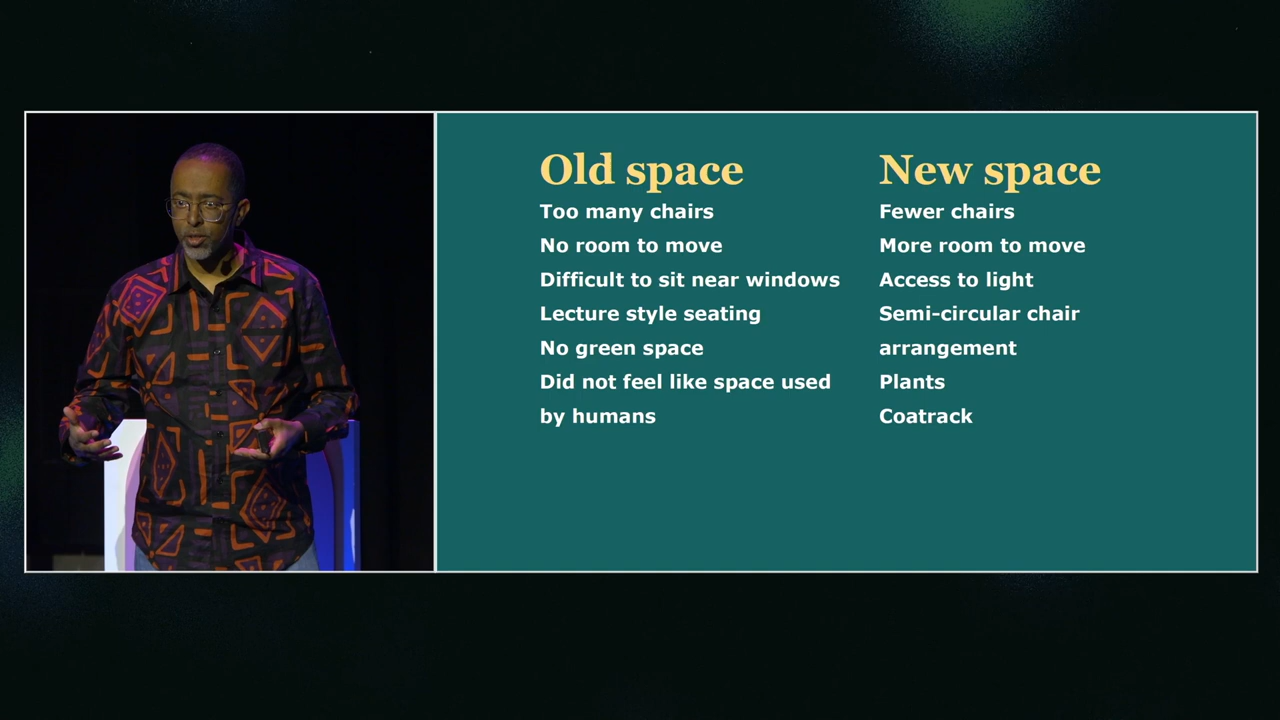 Old space
Too many chairs
No room to move
Difficult to sit near windows
Lecture style seating
No green space
Did not feel like space used
by humans
New space
Fewer chairs
More room to move
Access to light
Semi-circular chair
arrangement
Plants
Coatrack